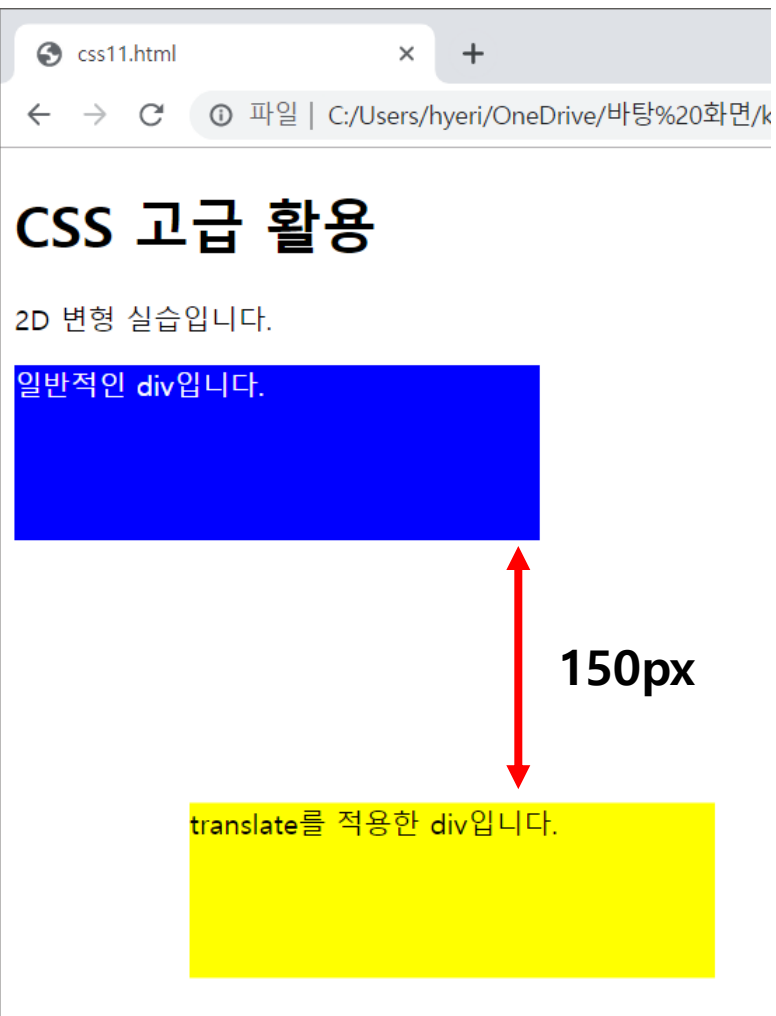 css11.html
파일 | C:/Users/hyeri/OneDrive/바탕%20화면/k
CSS 고급 활용
2D 변형 실습입니다.
일반적인 div입니다.
150px
translate를 적용한 div입니다.